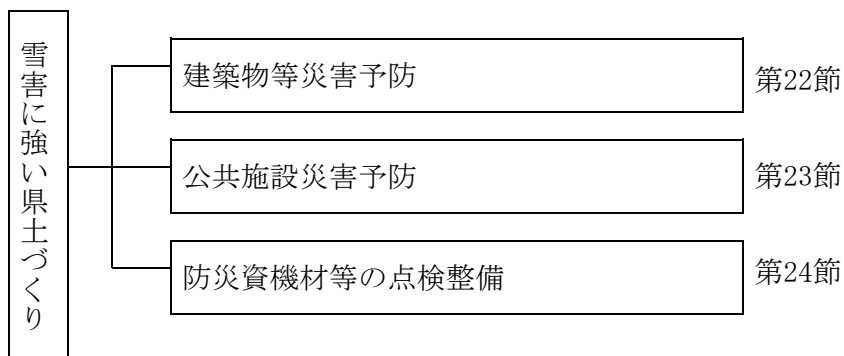 雪害に強い県土づくり
建築物等災害予防
第22節
公共施設災害予防
第23節
防災資機材等の点検整備
第24節